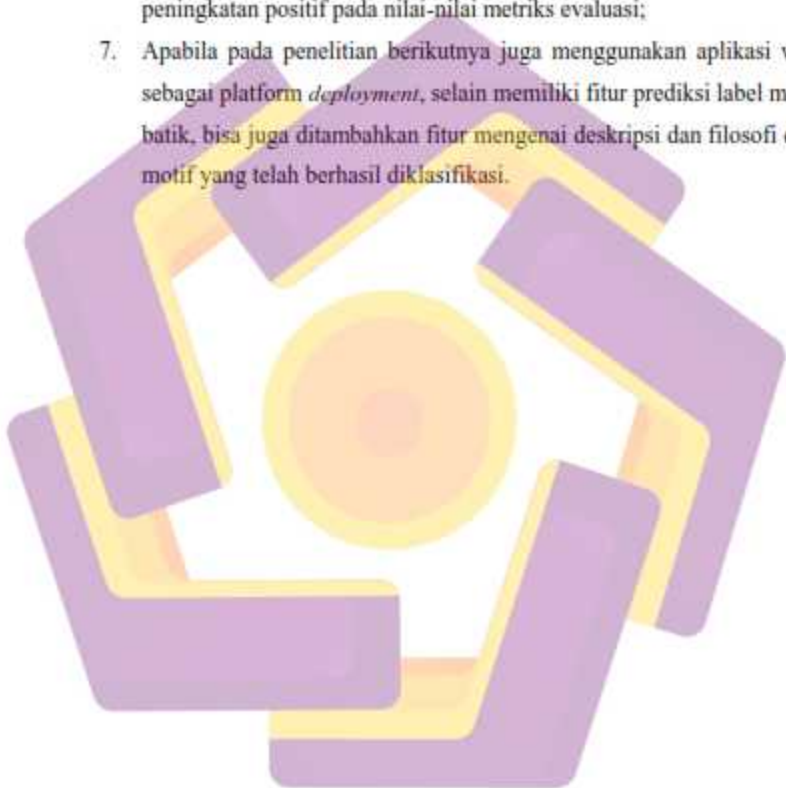 peningkatan positif pada nilai-nilai metriks evaluasi;
7. Apabila pada penelitian berikutnya juga menggunakan aplikasi
sebagai platform deployment, selain memiliki fitur prediksi label
batik, bisa juga ditambahkan fitur mengenai deskripsi dan filosofi
motif yang telah berhasil diklasifikasi.